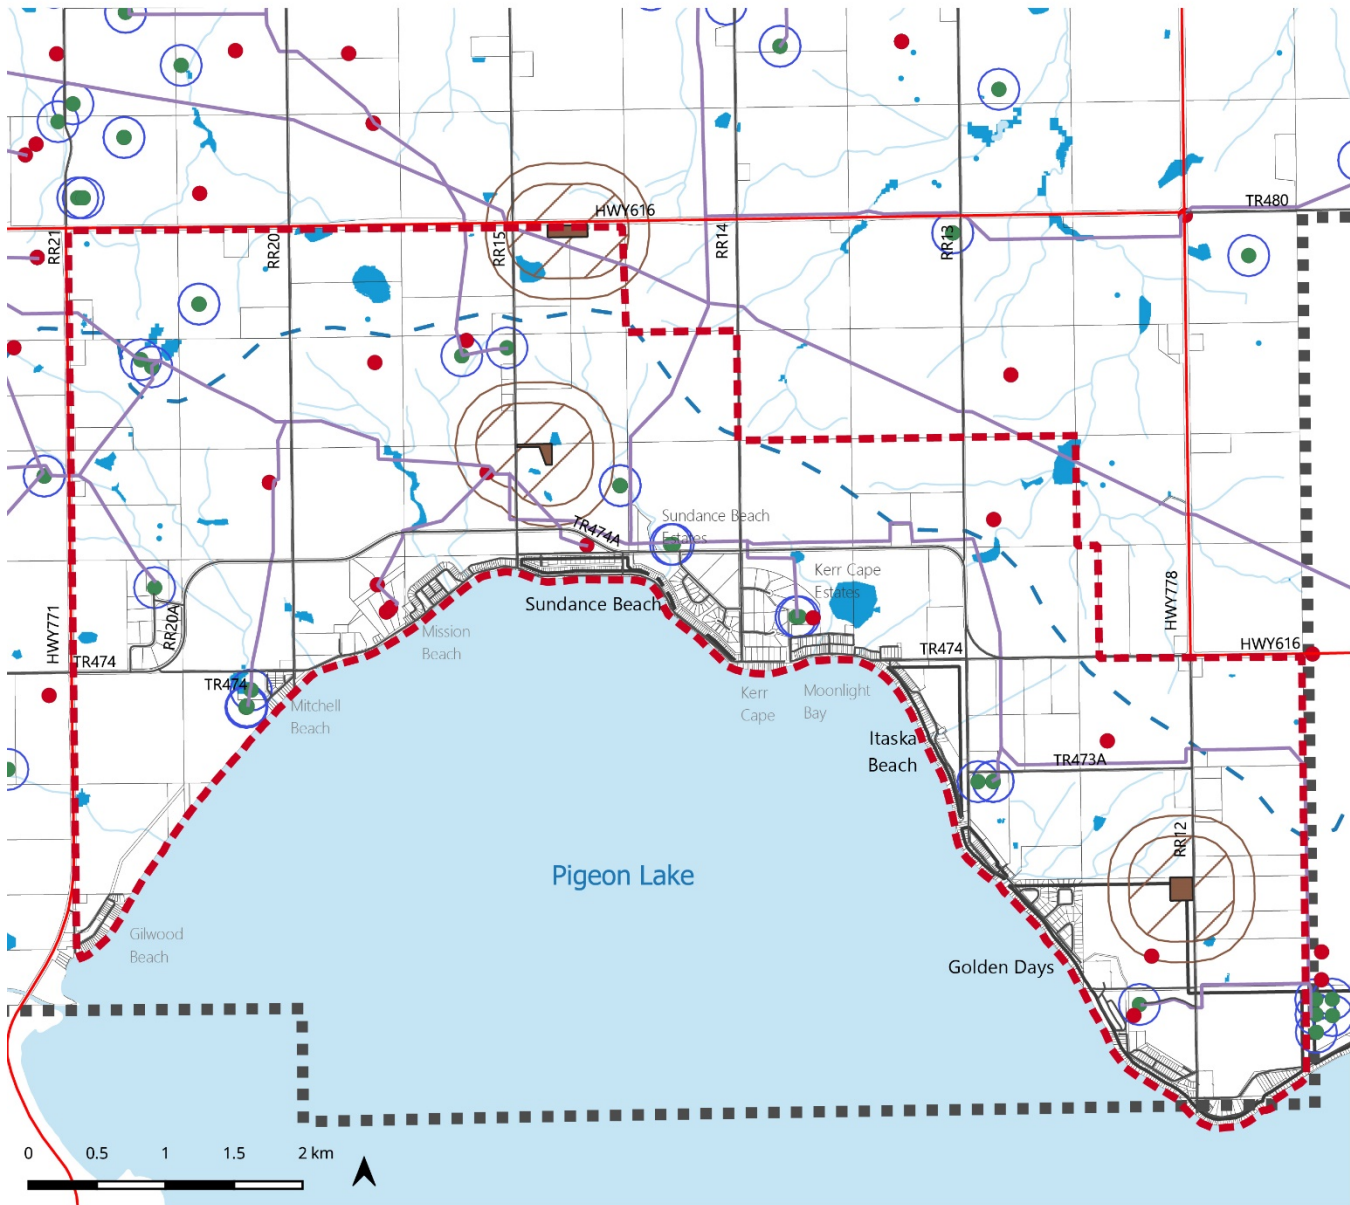 HWY616
TR480
RR21
RR20
RR15
RR14
RR13
Sundance Beach
Estates
TR474A
Kerr Cape
Estates
HWY771
RR20A
HWY778
Sundance Beach
Mission
Beach
TR474
TR474
HWY616
TR474
Mitchell
Beach
Kerr
Cape
Moonlight
Bay
Itaska
Beach
TR473A
RR12
Pigeon Lake
Gilwood
Beach
Golden Days
0 0.5 1 1.5 2 km